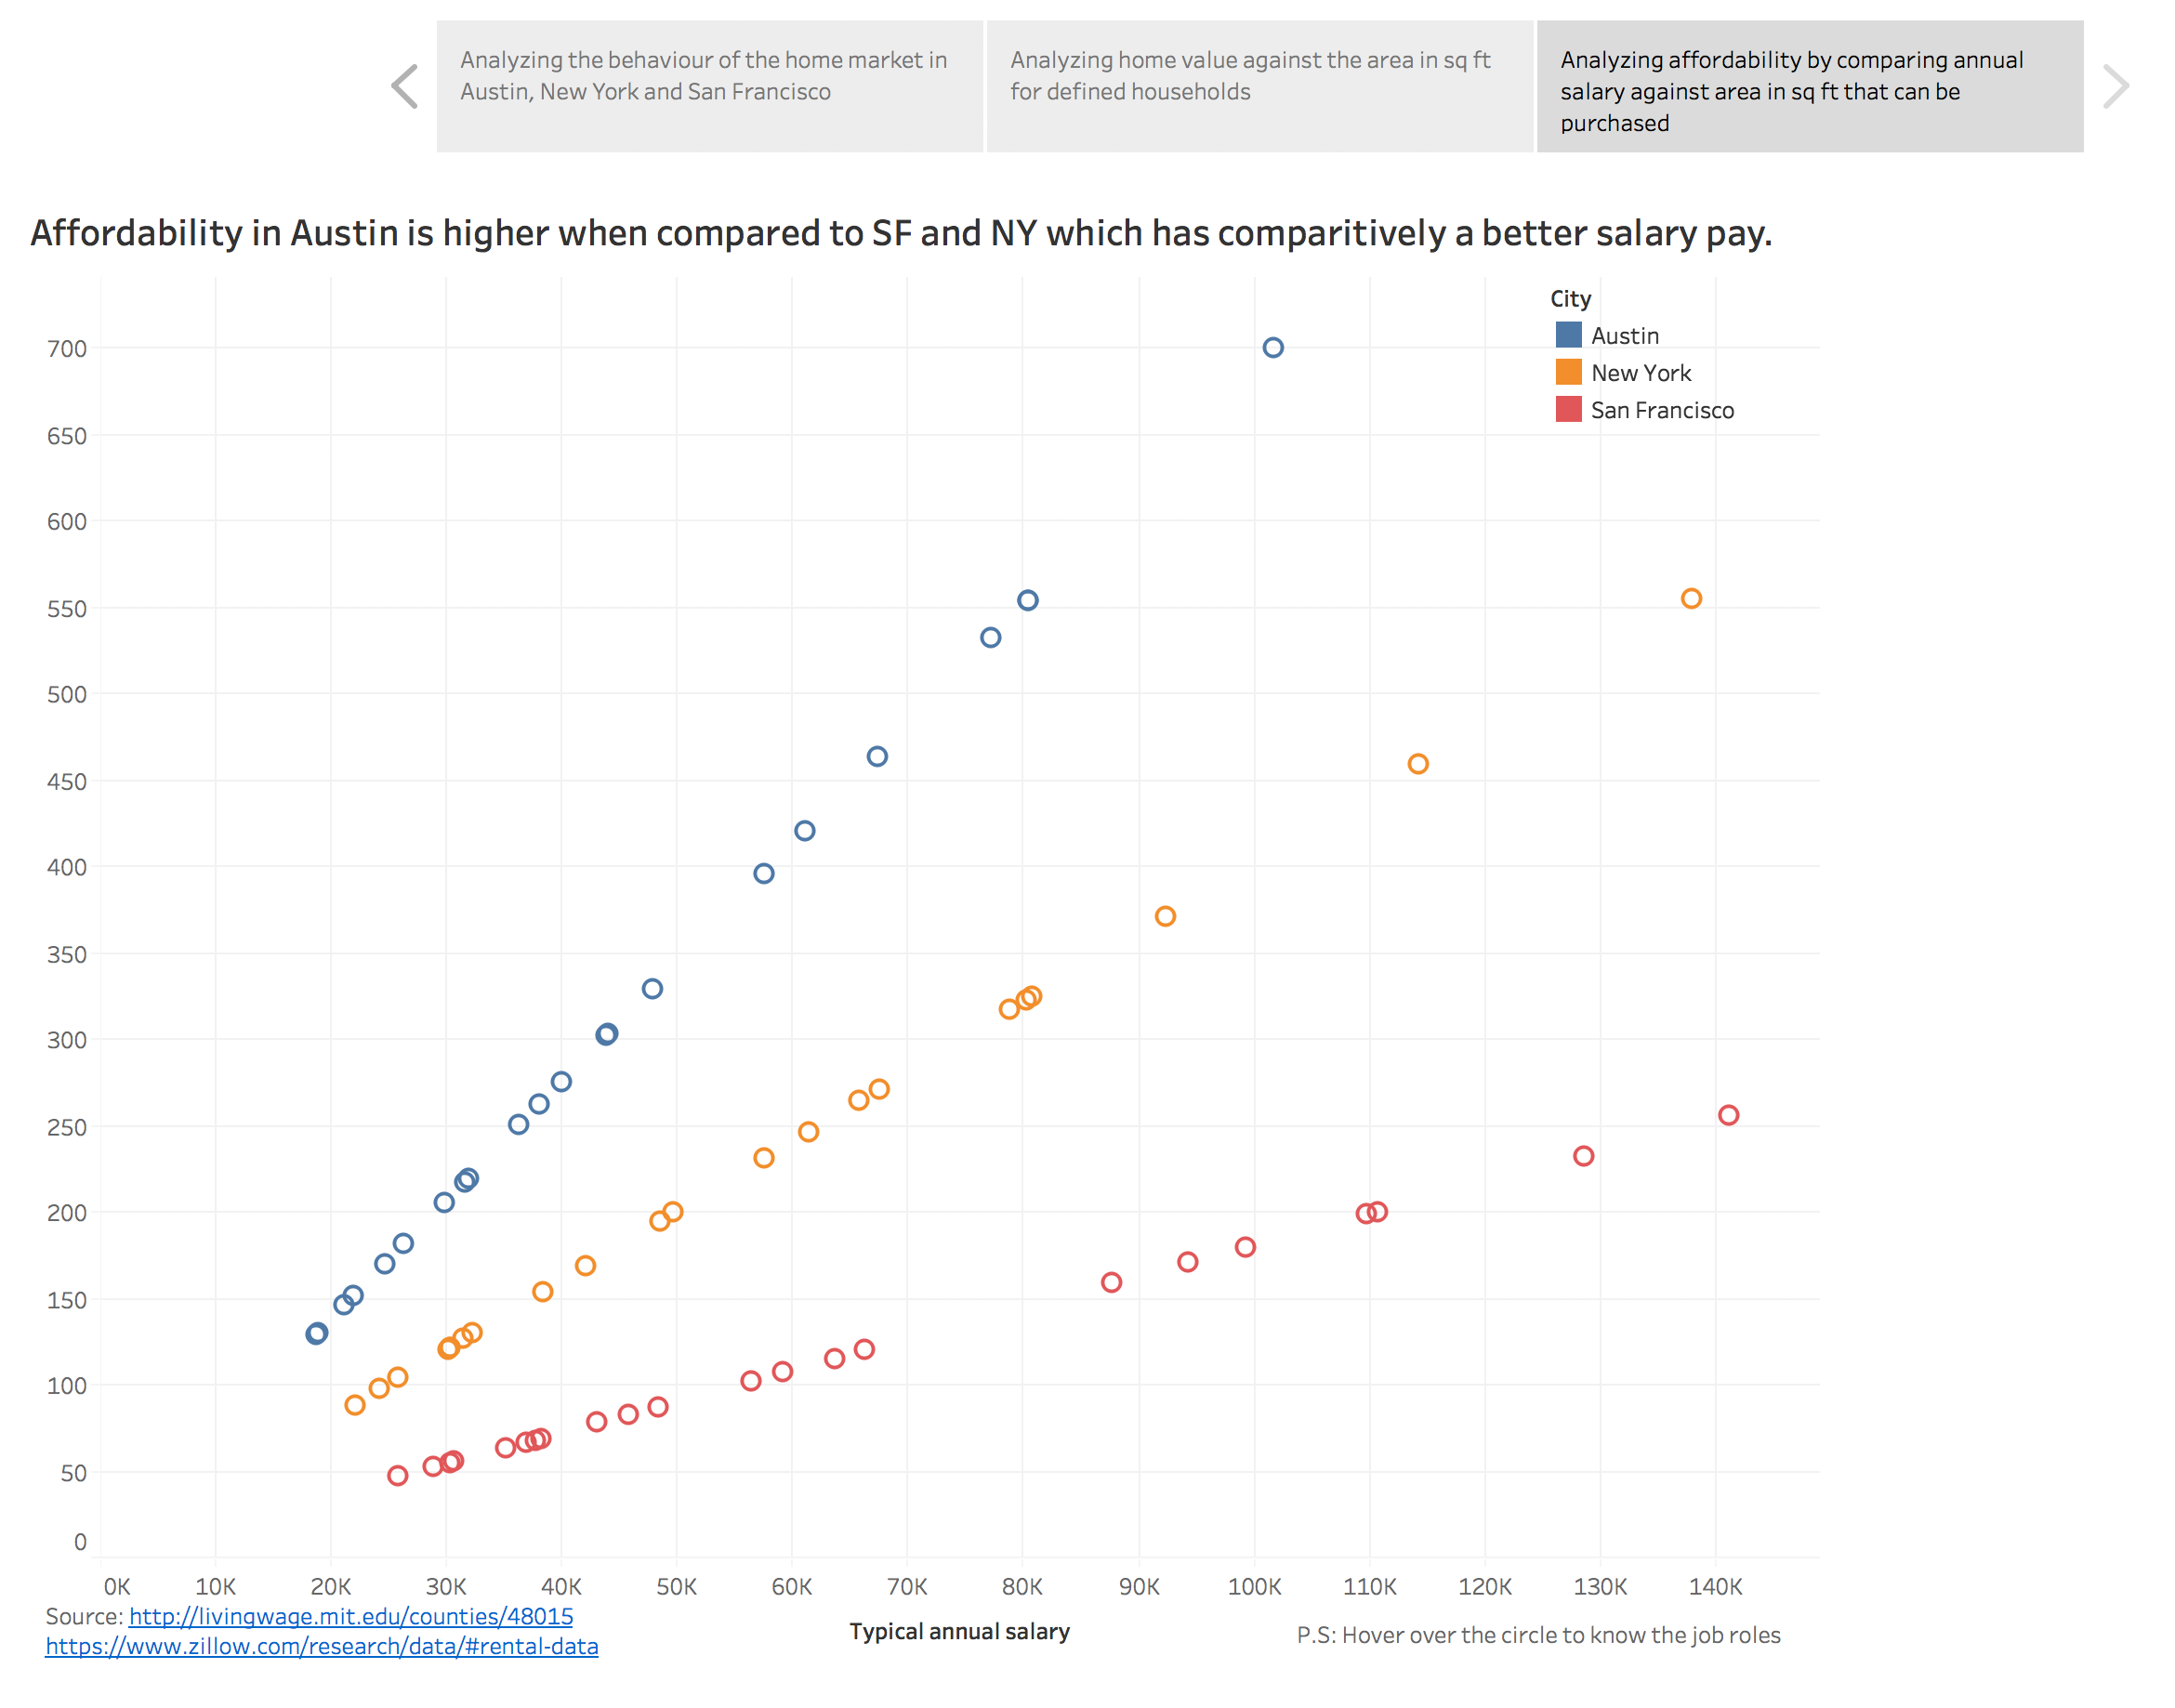 Analyzing the behaviour of the home market in
Austin, New York and San Francisco
Analyzing home value against the area in sq ft
for defined households
Analyzing affordability by comparing annual
salary against area in sq ft that can be
purchased
Affordability in Austin is higher when compared to SF and NY which has comparitively a better salary pay.
City
Austin
New York
San Francisco
700
650
600
550
500
450
400
350
300
250
200
150
100
50
0
0K 10K 20K 30K 40K 50K 60K 70K 80K 90K 100K 110K 120K 130K 140K
Typical annual salary
Source: http://livingwage.mit.edu/counties/48015
https://www.zillow.com/research/data/#rental-data
P.S: Hover over the circle to know the job roles